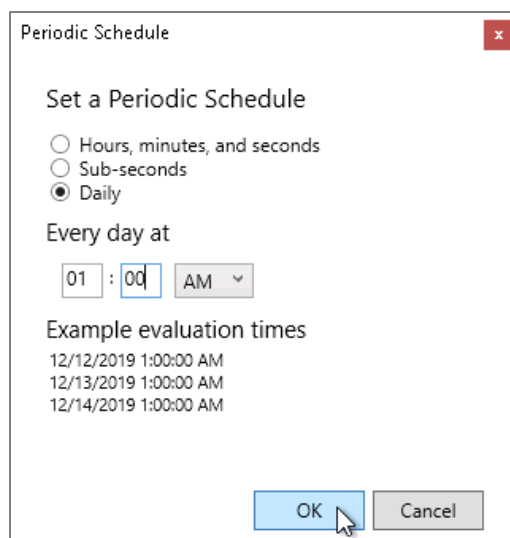 Periodic Schedule
x
Set a Periodic Schedule
Hours, minutes, and seconds
Sub-seconds
Daily
Every day at
01 : 00 AM
Example evaluation times
12/12/2019 1:00:00 AM
12/13/2019 1:00:00 AM
12/14/2019 1:00:00 AM
OK Cancel